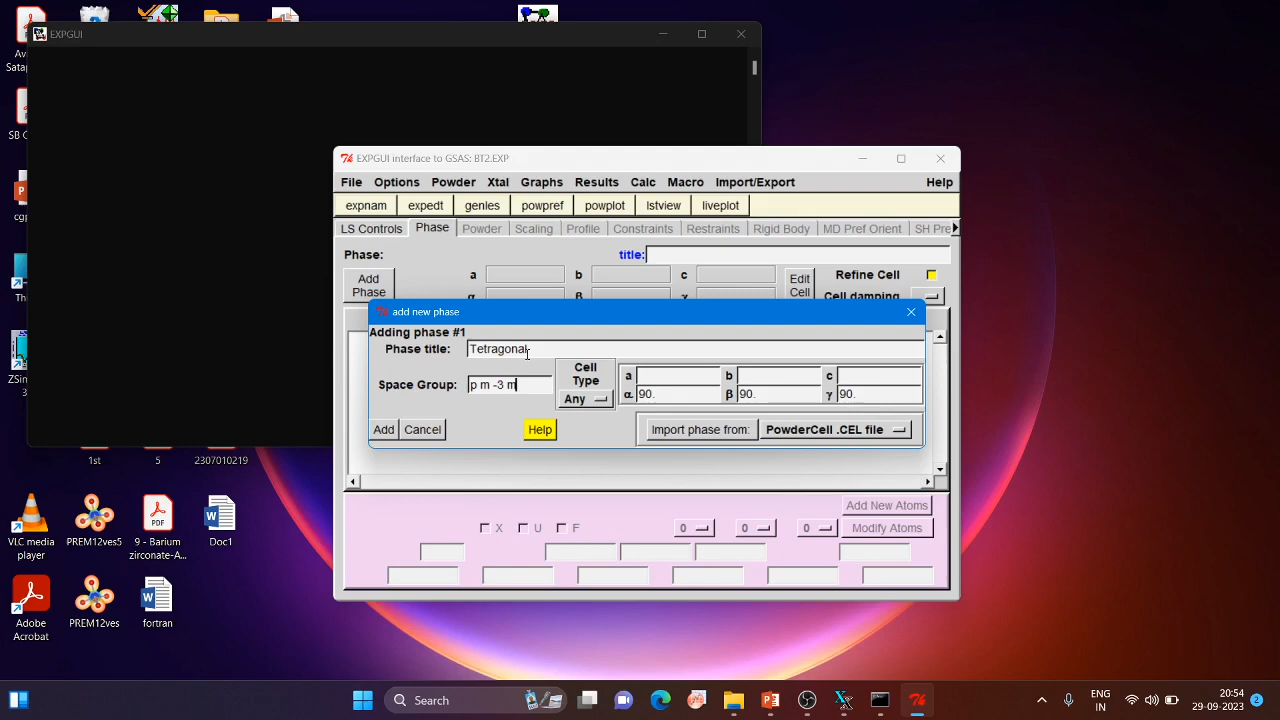 EXPGUI
EXPGUI interface to GSAS: BT2.EXP
File Options Powder Xtal Graphs Results Calc Macro Import/Export Help
expnam expedt genles powpref powplot lstview liveplot
LS Controls Phase Powder Scaling Profile Constraints Restraints Rigid Body MD Pref Orient SH Pre
Phase: title:
Add Phase a b c Edit Cell Refine Cell
α β γ Cell damping
add new phase
Adding phase #1
Phase title: Tetragonal
Space Group: p m -3 m Cell Type Any
a b c
α 90. β 90. γ 90.
Add Cancel Help Import phase from: PowderCell .CEL file
Add New Atoms
X U F 0 0 0 Modify Atoms
1st 5 2307010219
VLC media player
PREM12ves
PDF
9 - Barium zirconate-A...
Doc1
Adobe Acrobat
PREM12ves
fortran
Search
ENG
IN
20:54
29-09-2023
2